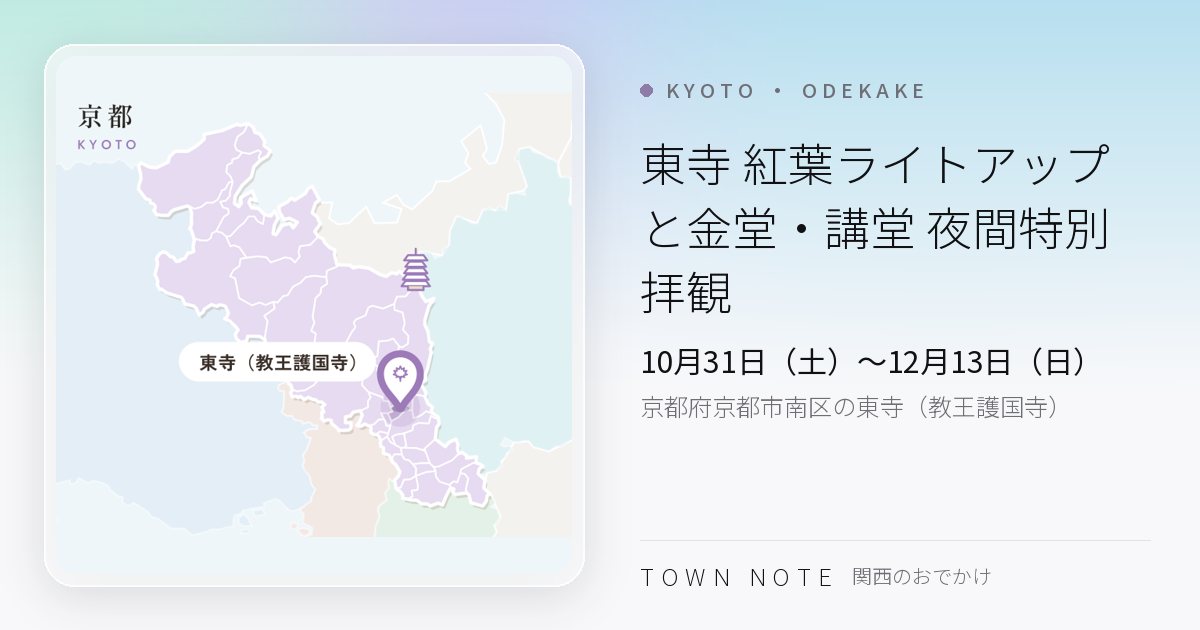 京都
KYOTO
東寺（教王護国寺）
KYOTO • ODEKAKE
東寺 紅葉ライトアップ
と金堂・講堂 夜間特別
拝観
10月31日（土）〜12月13日（日）
京都府京都市南区の東寺（教王護国寺）
TOWN NOTE 関西のおでかけ